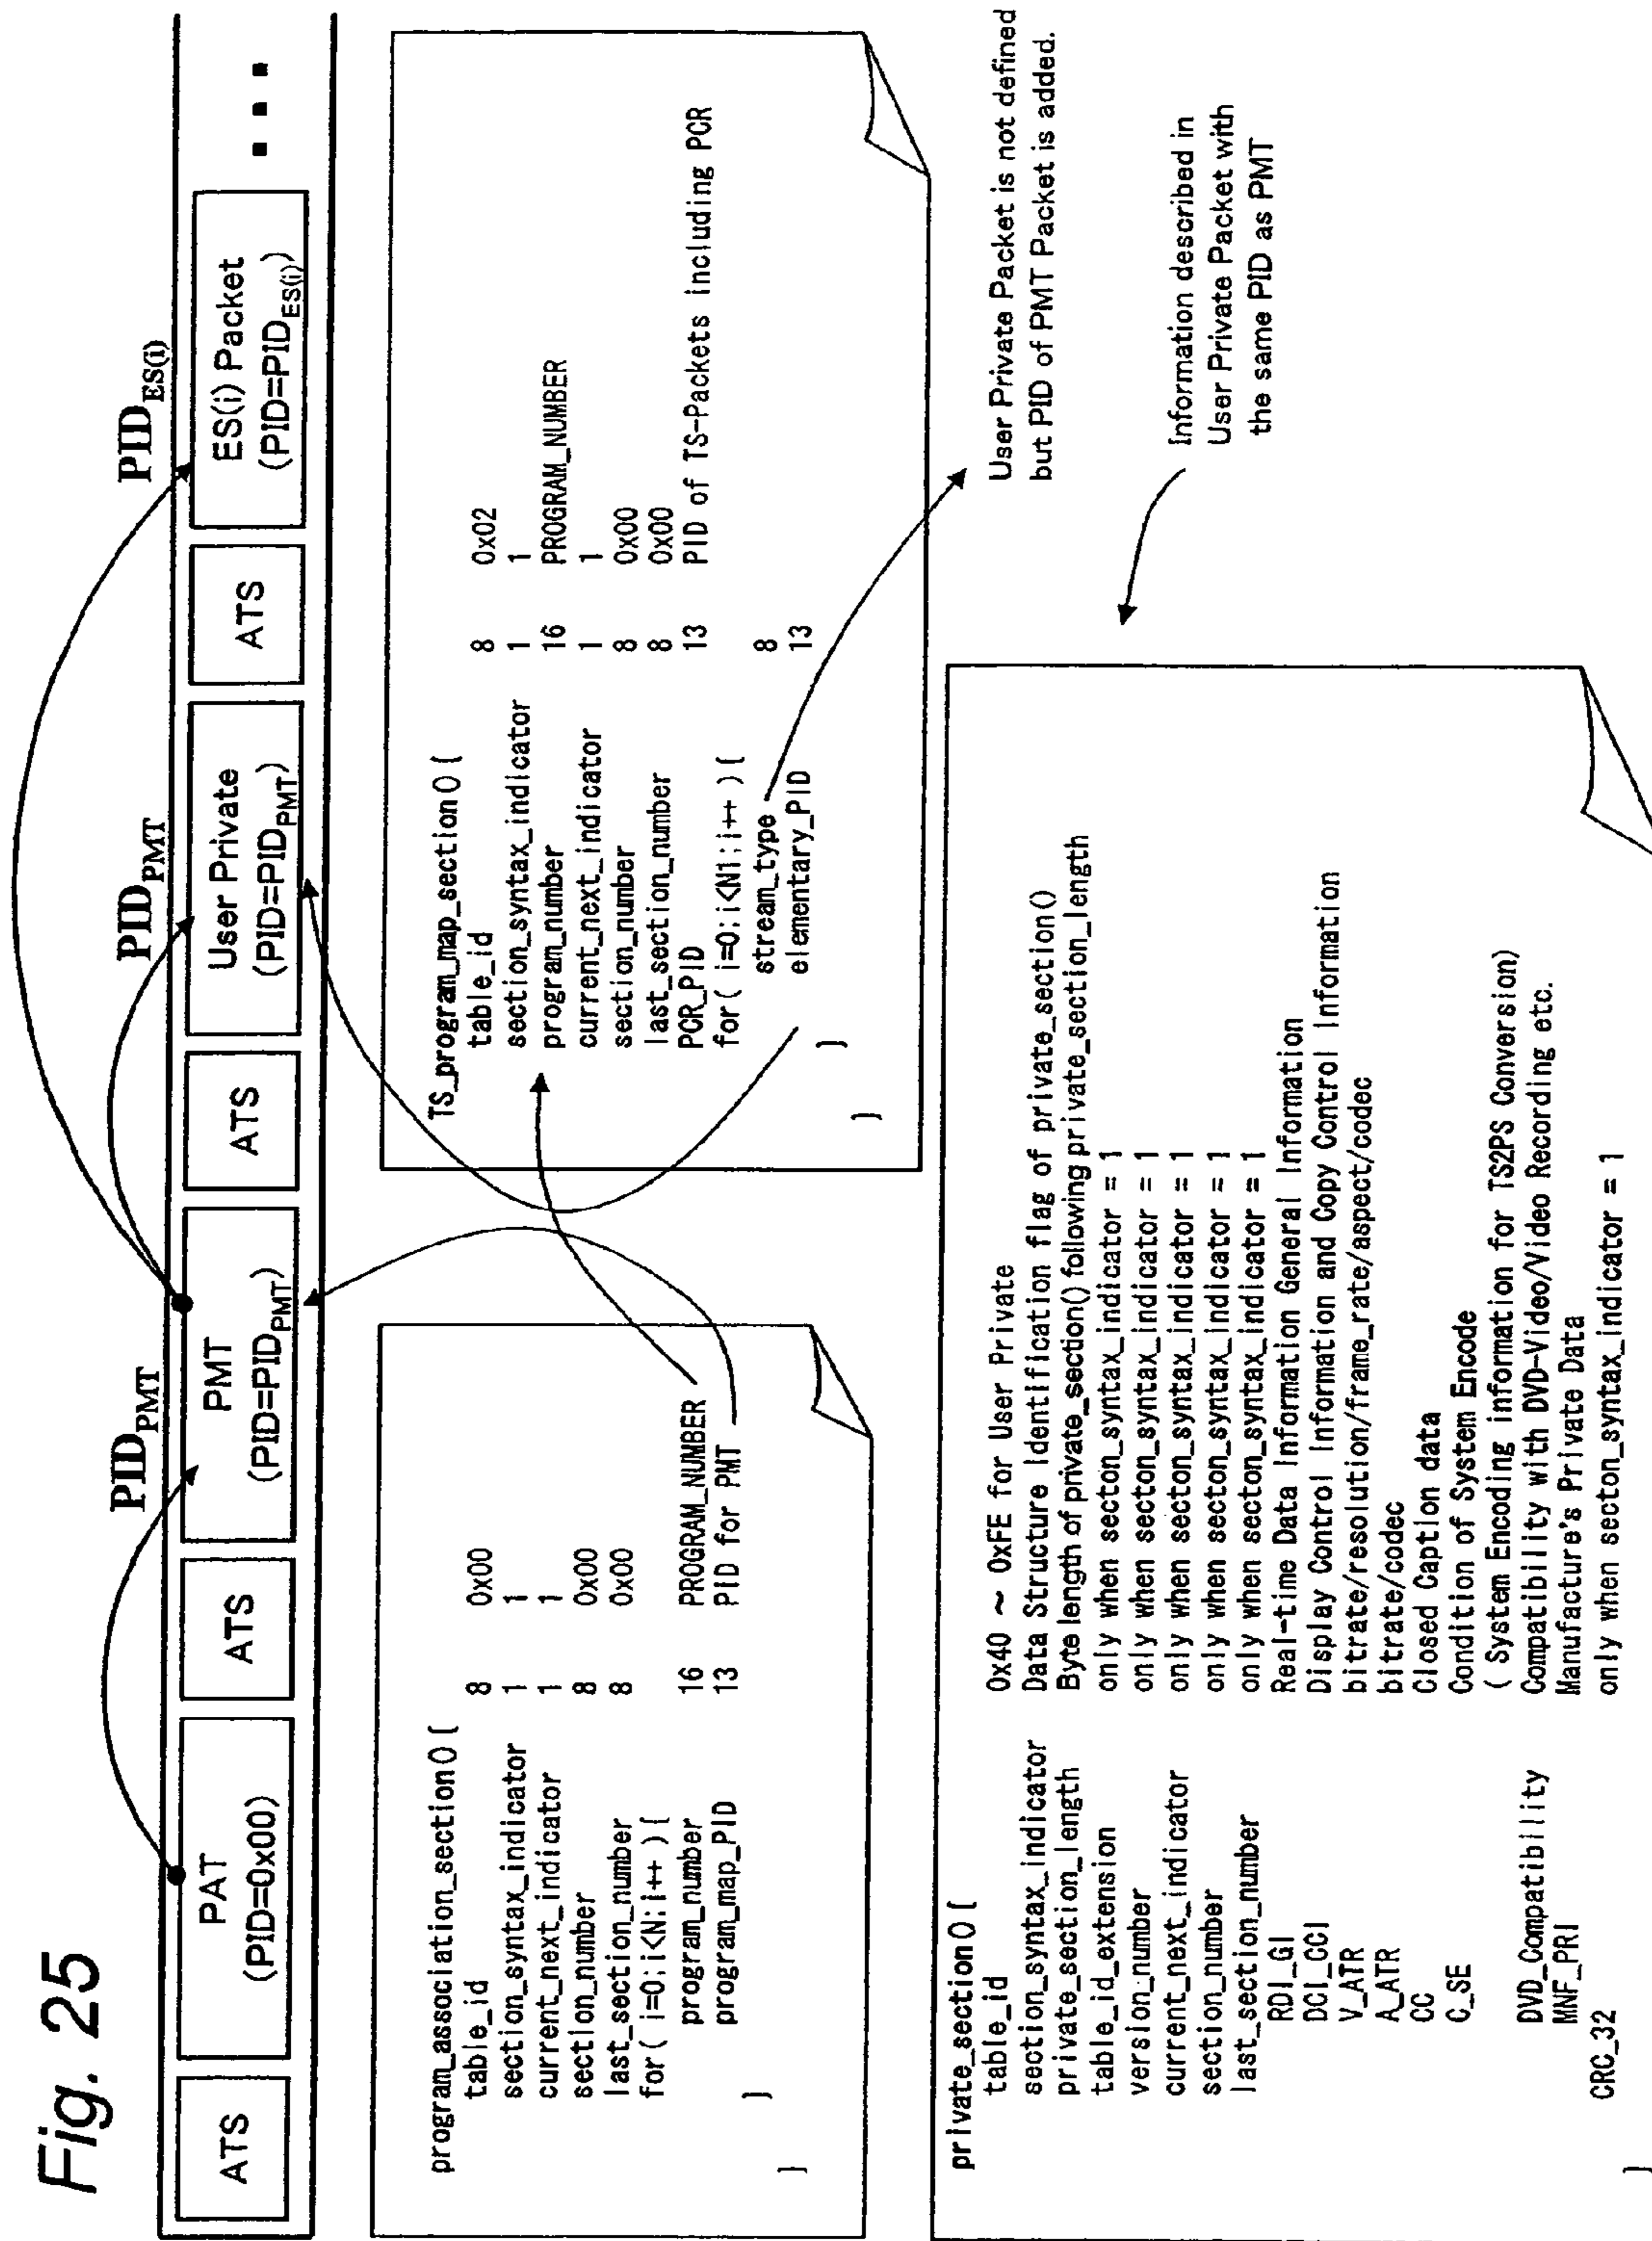 Fig. 25
PID_PMT
PID_PMT
PID_ES(i)
ATS
PAT
(PID=0x00)
ATS
PMT
(PID=PID_PMT)
ATS
User Private
(PID=PID_PMT)
ATS
ES(i) Packet
(PID=PID_ES(i))
...
program_association_section() {
table_id 8 0x00
section_syntax_indicator 1 1
current_next_indicator 1 1
section_number 8 0x00
last_section_number 8 0x00
for( i=0;i<N;i++ ) {
program_number 16 PROGRAM_NUMBER
program_map_PID 13 PID for PMT
}
}
TS_program_map_section() {
table_id 8 0x02
section_syntax_indicator 1 1
program_number 16 PROGRAM_NUMBER
current_next_indicator 1 1
section_number 8 0x00
last_section_number 8 0x00
PCR_PID 13 PID of TS-Packets including PCR
for( i=0;i<N1;i++ ) {
stream_type 8
elementary_PID 13
}
}
User Private Packet is not defined
but PID of PMT Packet is added.
private_section() {
table_id 0x40 ~ 0xFE for User Private
section_syntax_indicator Data Structure Identification flag of private_section()
private_section_length Byte length of private_section() following private_section_length
table_id_extension only when secton_syntax_indicator = 1
version_number only when secton_syntax_indicator = 1
current_next_indicator only when secton_syntax_indicator = 1
section_number only when secton_syntax_indicator = 1
last_section_number only when secton_syntax_indicator = 1
RDI_GI Real-time Data Information General Information
DCI_CCI Display Control Information and Copy Control Information
V_ATR bitrate/resolution/frame_rate/aspect/codec
A_ATR bitrate/codec
CC Closed Caption data
C_SE Condition of System Encode
( System Encoding information for TS2PS Conversion)
DVD_Compatibility Compatibility with DVD-Video/Video Recording etc.
MNF_PRI Manufacture's Private Data
CRC_32 only when secton_syntax_indicator = 1
}
Information described in
User Private Packet with
the same PID as PMT